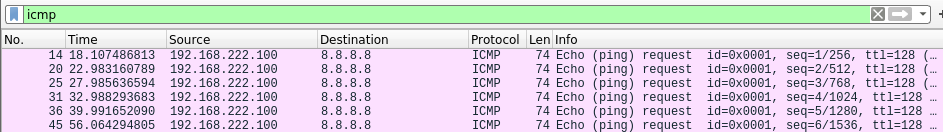 icmp
No. Time Source Destination Protocol Len Info
14 18.107486813 192.168.222.100 8.8.8.8 ICMP 74 Echo (ping) request id=0x0001, seq=1/256, ttl=128 (…
20 22.983160789 192.168.222.100 8.8.8.8 ICMP 74 Echo (ping) request id=0x0001, seq=2/512, ttl=128 (…
25 27.985636594 192.168.222.100 8.8.8.8 ICMP 74 Echo (ping) request id=0x0001, seq=3/768, ttl=128 (…
31 32.988293683 192.168.222.100 8.8.8.8 ICMP 74 Echo (ping) request id=0x0001, seq=4/1024, ttl=128 …
36 39.991652090 192.168.222.100 8.8.8.8 ICMP 74 Echo (ping) request id=0x0001, seq=5/1280, ttl=128 …
45 56.064294805 192.168.222.100 8.8.8.8 ICMP 74 Echo (ping) request id=0x0001, seq=6/1536, ttl=128 …